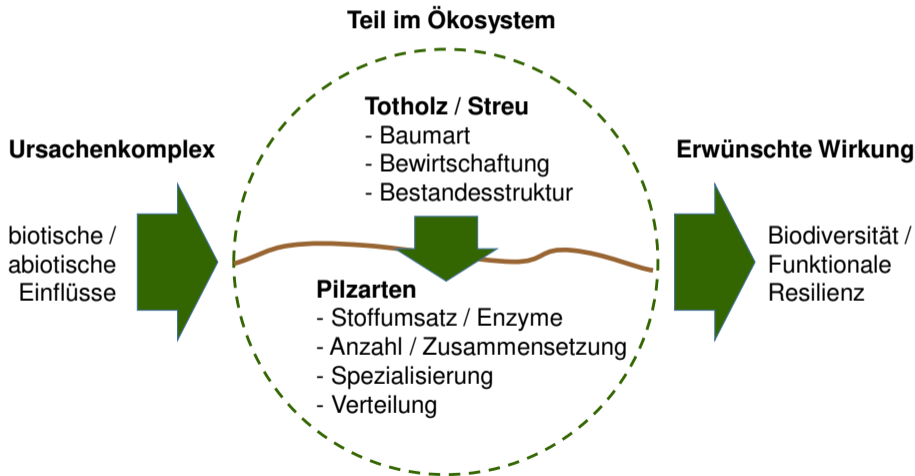 Teil im Ökosystem
Ursachenkomplex
biotische /
abiotische
Einflüsse
Totholz / Streu
- Baumart
- Bewirtschaftung
- Bestandesstruktur
Pilzarten
- Stoffumsatz / Enzyme
- Anzahl / Zusammensetzung
- Spezialisierung
- Verteilung
Erwünschte Wirkung
Biodiversität /
Funktionale
Resilienz